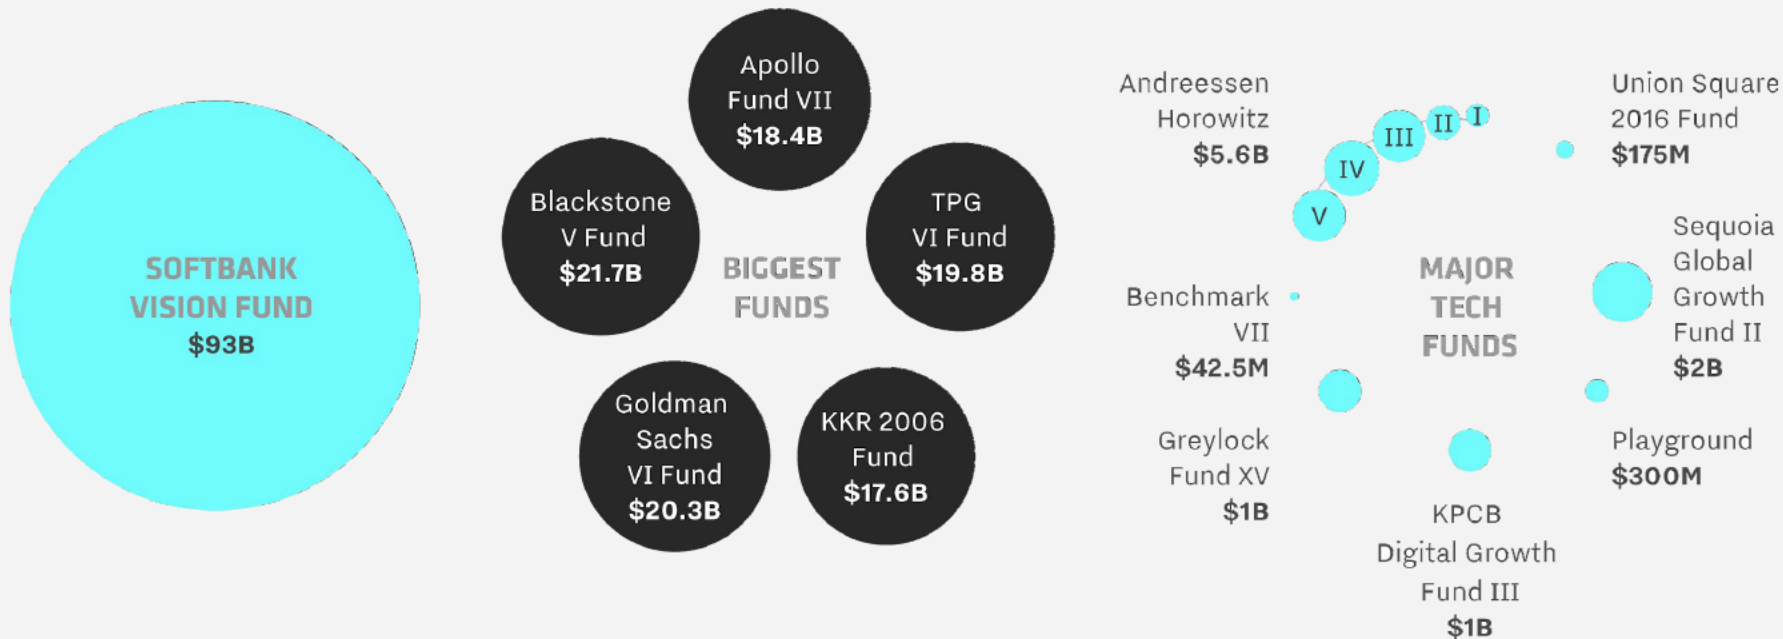 SOFTBANK
VISION FUND
$93B
Apollo
Fund VII
$18.4B
Blackstone
V Fund
$21.7B
TPG
VI Fund
$19.8B
BIGGEST
FUNDS
Goldman
Sachs
VI Fund
$20.3B
KKR 2006
Fund
$17.6B
Andreessen
Horowitz
$5.6B
I
II
III
IV
V
Union Square
2016 Fund
$175M
Sequoia
Global
Growth
Fund II
$2B
MAJOR
TECH
FUNDS
Benchmark
VII
$42.5M
Greylock
Fund XV
$1B
KPCB
Digital Growth
Fund III
$1B
Playground
$300M